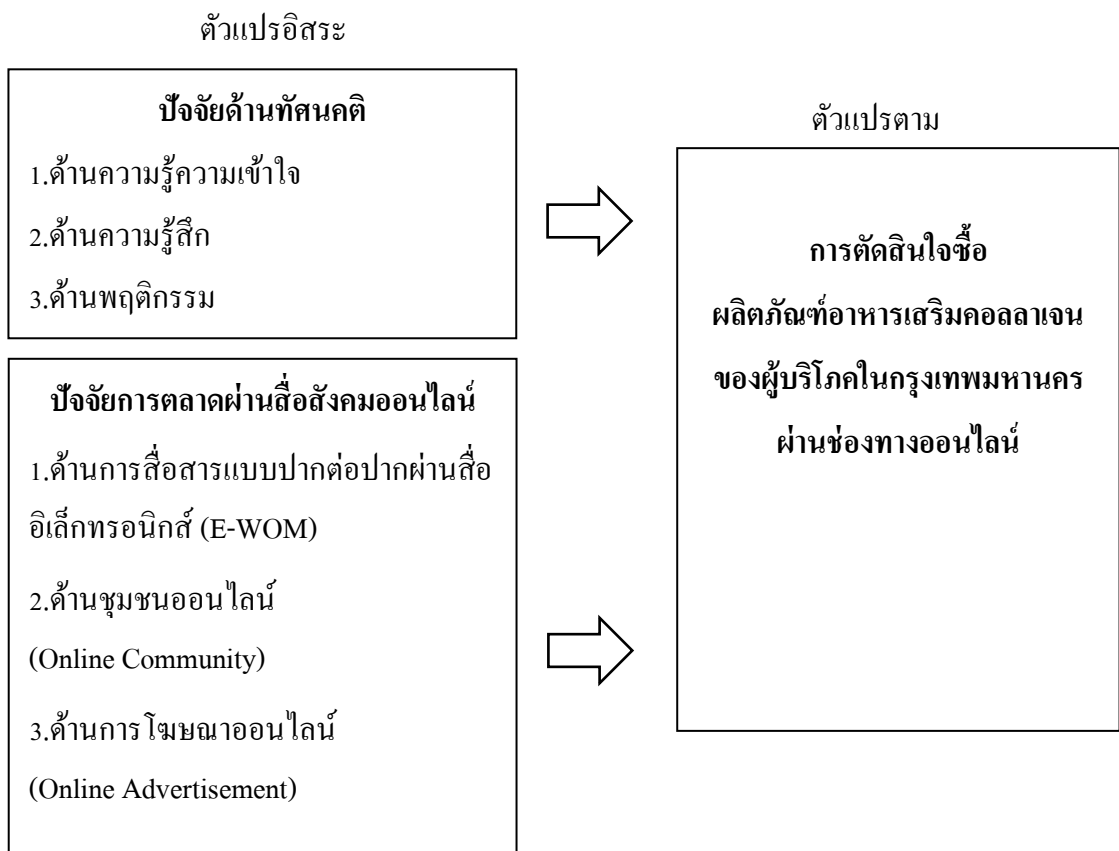 ตัวแปรอิสระ
ปัจจัยด้านทัศนคติ
1.ด้านความรู้ความเข้าใจ
2.ด้านความรู้สึก
3.ด้านพฤติกรรม
ปัจจัยการตลาดผ่านสื่อสังคมออนไลน์
1.ด้านการสื่อสารแบบปากต่อปากผ่านสื่อ
อิเล็กทรอนิกส์ (E-WOM)
2.ด้านชุมชนออนไลน์
(Online Community)
3.ด้านการโฆษณาออนไลน์
(Online Advertisement)
ตัวแปรตาม
การตัดสินใจซื้อ
ผลิตภัณฑ์อาหารเสริมคอลลาเจน
ของผู้บริโภคในกรุงเทพมหานคร
ผ่านช่องทางออนไลน์